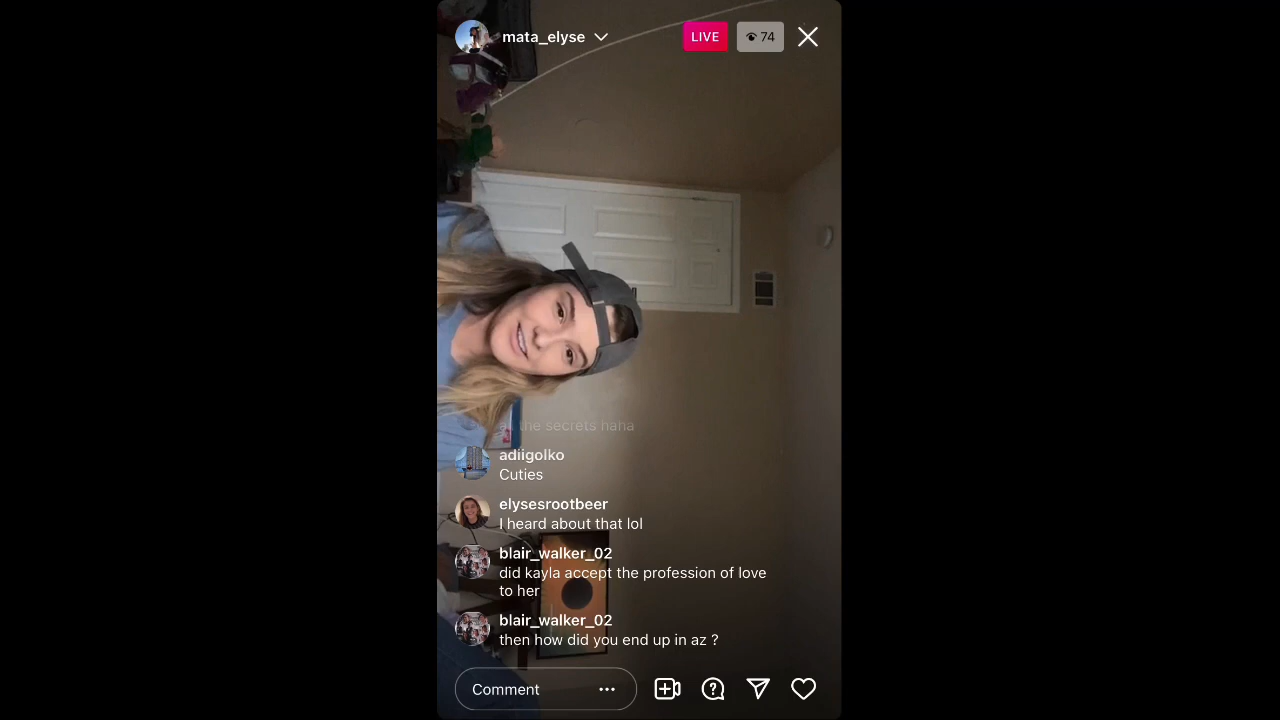 mata_elyse
LIVE
74
all the secrets haha
adiigolko
Cuties
elysesrootbeer
I heard about that lol
blair_walker_02
did kayla accept the profession of love
to her
blair_walker_02
then how did you end up in az ?
Comment